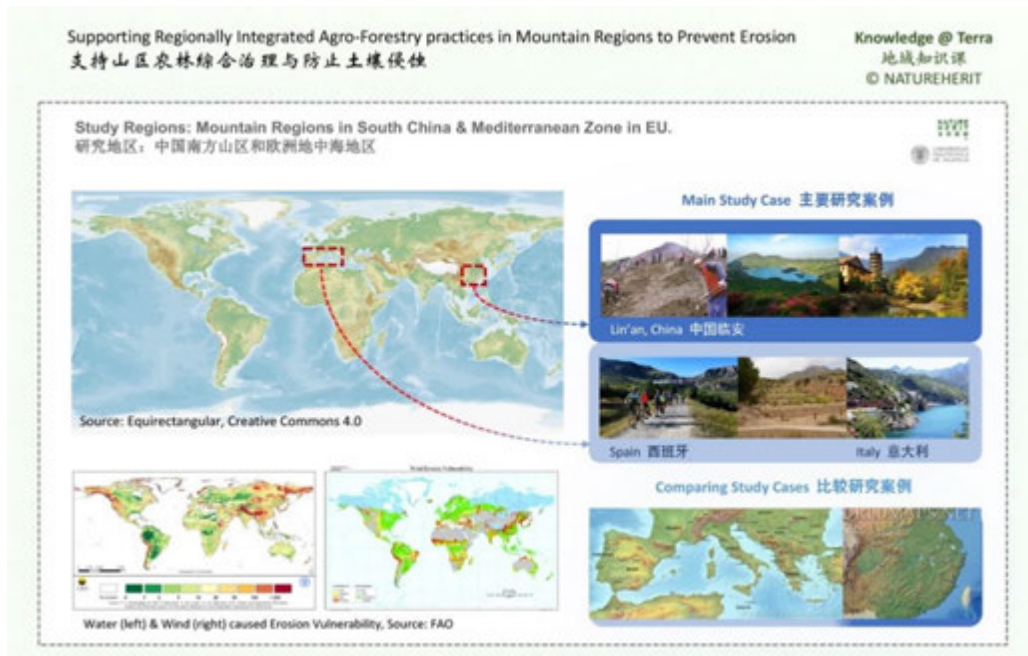 Supporting Regionally Integrated Agro-Forestry practices in Mountain Regions to Prevent Erosion
支持山区农林综合治理与防止土壤侵蚀
Knowledge @ Terra
地域知识课
© NATUREHERIT
Study Regions: Mountain Regions in South China & Mediterranean Zone in EU.
研究地区：中国南方山区和欧洲地中海地区
NATURE
Main Study Case 主要研究案例
Lin'an, China 中国临安
Source: Equirectangular, Creative Commons 4.0
Spain 西班牙
Italy 意大利
Comparing Study Cases 比较研究案例
Wind Erosion Vulnerability
Water (left) & Wind (right) caused Erosion Vulnerability, Source: FAO